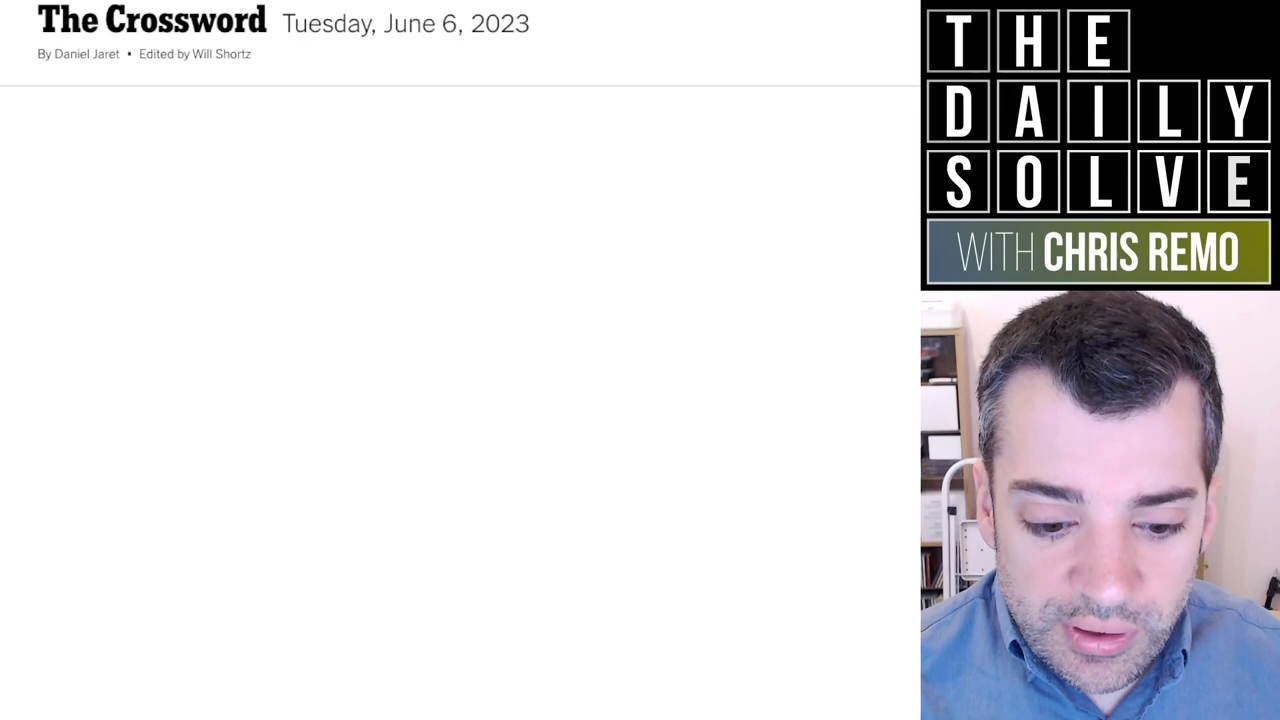 The Crossword Tuesday, June 6, 2023
By Daniel Jaret • Edited by Will Shortz
THE
DAILY
SOLVE
WITH CHRIS REMO